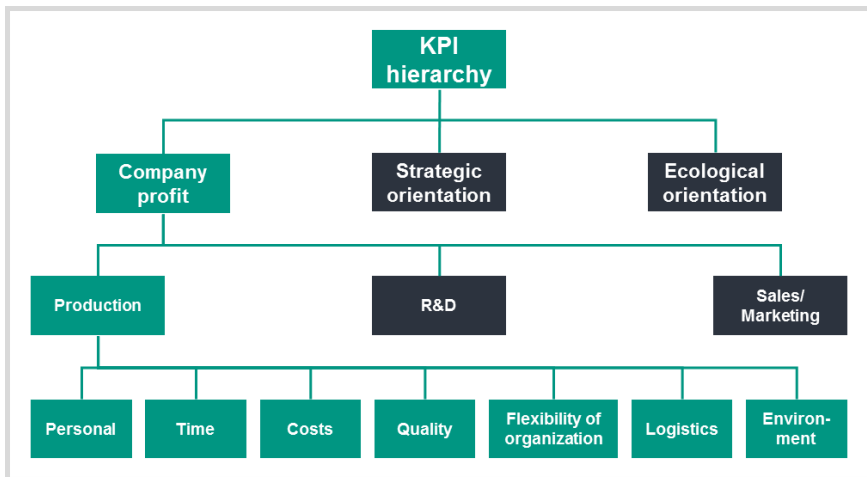 KPI
hierarchy
Company
profit
Strategic
orientation
Ecological
orientation
Production
R&D
Sales/
Marketing
Personal
Time
Costs
Quality
Flexibility of
organization
Logistics
Environ-
ment